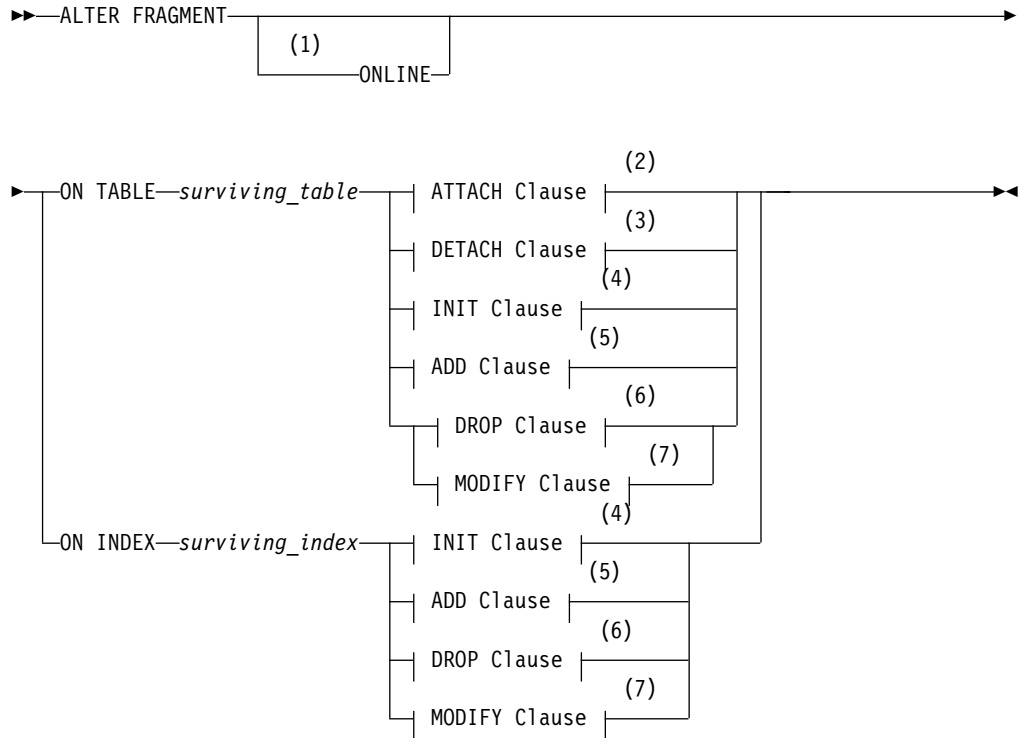 ALTER FRAGMENT
(1)
ONLINE
(2)
ON TABLE surviving_table ATTACH Clause
(3)
DETACH Clause
(4)
INIT Clause
(5)
ADD Clause
(6)
DROP Clause
(7)
MODIFY Clause
(4)
ON INDEX surviving_index INIT Clause
(5)
ADD Clause
(6)
DROP Clause
(7)
MODIFY Clause